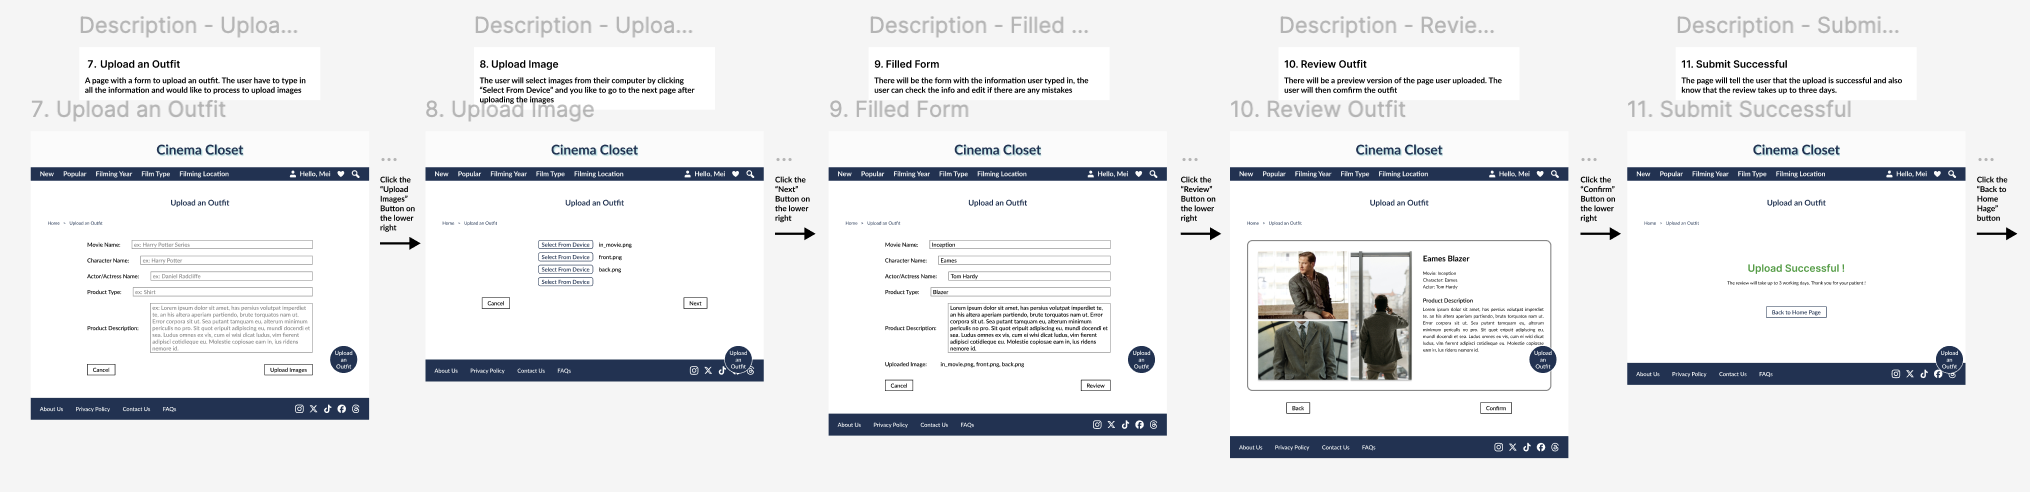 Description - Uploa...
7. Upload an Outfit
A page with a form to upload an outfit. The user have to type in
all the information and would like to process to upload images
7. Upload an Outfit
Cinema Closet
New Popular Filming Year Film Type Filming Location Hello, Mei
Upload an Outfit
Home > Upload an Outfit
Movie Name: ex: Harry Potter Series
Character Name: ex: Harry Potter
Actor/Actress Name: ex: Daniel Radcliffe
Product Type: ex: Shirt
Product Description:
ex: Lorem ipsum dolor sit amet, has persius volutpat imperdiet
te, an his altera aperiam partiendo, brute torquatos nam ut.
Error corpora sit ut. Sea putant tamquam eu, alterum minimum
periculis no pro. Sit quot eripuit adipiscing eu, mundi docendi et
sea. Ludus omnes ex cum. Magna soluta cu ius, vim fierent
adipisci cotidieque eu. Molestie copiosae eam in, ius ridens
nemore id.
Cancel
Upload Images
Upload
an
Outfit
About Us Privacy Policy Contact Us FAQs
...
Click the
"Upload
Images"
Button on
the lower
right
Description - Uploa...
8. Upload Image
The user will select images from their computer by clicking
"Select From Device" and you like to go to the next page after
uploading the images
8. Upload Image
Cinema Closet
New Popular Filming Year Film Type Filming Location Hello, Mei
Upload an Outfit
Home > Upload an Outfit
Select From Device in_movie.png
Select From Device front.png
Select From Device back.png
Select From Device
Cancel
Next
Upload
an
Outfit
About Us Privacy Policy Contact Us FAQs
...
Click the
"Next"
Button on
the lower
right
Description - Filled ...
9. Filled Form
There will be the form with the information user typed in, the
user can check the info and edit if there are any mistakes
9. Filled Form
Cinema Closet
New Popular Filming Year Film Type Filming Location Hello, Mei
Upload an Outfit
Home > Upload an Outfit
Movie Name: Inception
Character Name: Eames
Actor/Actress Name: Tom Hardy
Product Type: Blazer
Product Description:
Lorem ipsum dolor sit amet, has persius volutpat imperdiet te,
an his altera aperiam partiendo, brute torquatos nam ut. Error
corpora sit ut. Sea putant tamquam eu, alterum minimum
periculis no pro. Sit quot eripuit adipiscing eu, mundi docendi et
sea. Ludus omnes ex cum. vim fierent
adipisci cotidieque eu. Molestie copiosae eam in, ius ridens
nemore id.
Uploaded Image: in_movie.png, front.png, back.png
Cancel
Review
Upload
an
Outfit
About Us Privacy Policy Contact Us FAQs
...
Click the
"Review"
Button on
the lower
right
Description - Revie...
10. Review Outfit
There will be a preview version of the page user uploaded. The
user will then comfirm the outfit
10. Review Outfit
Cinema Closet
New Popular Filming Year Film Type Filming Location Hello, Mei
Upload an Outfit
Home > Upload an Outfit
Eames Blazer
Movie: Inception
Character: Eames
Actor: Tom Hardy
Product Description
Lorem ipsum dolor sit amet, has persius volutpat imperdiet te,
an his altera aperiam partiendo, brute torquatos nam ut. Error
corpora sit ut. Sea putant tamquam eu, alterum minimum
periculis no pro. Sit quot eripuit adipiscing eu, mundi docendi et
sea. Ludus omnes ex cum. vim fierent
adipisci cotidieque eu. Molestie copiosae eam in, ius ridens
nemore id.
Back
Confirm
Upload
an
Outfit
About Us Privacy Policy Contact Us FAQs
...
Click the
"Confirm"
Button on
the lower
right
Description - Submi...
11. Submit Successful
The page will tell the user that the upload is successful and also
know that the review takes up to three days.
11. Submit Successful
Cinema Closet
New Popular Filming Year Film Type Filming Location Hello, Mei
Upload an Outfit
Home > Upload an Outfit
Upload Successful !
The review will take up to 3 working days. Thank you for your patient !
Back to Home Page
Upload
an
Outfit
About Us Privacy Policy Contact Us FAQs
...
Click the
"Back to
Home
Hage"
button